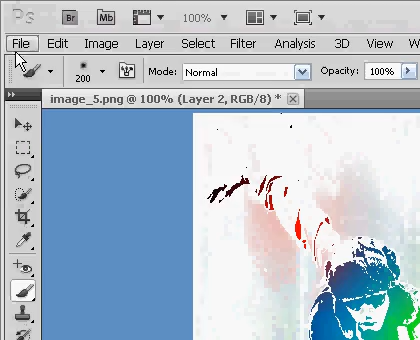 Ps Br Mb 100%
File Edit Image Layer Select Filter Analysis 3D View W
200 Mode: Normal Opacity: 100%
image_5.png @ 100% (Layer 2, RGB/8) *